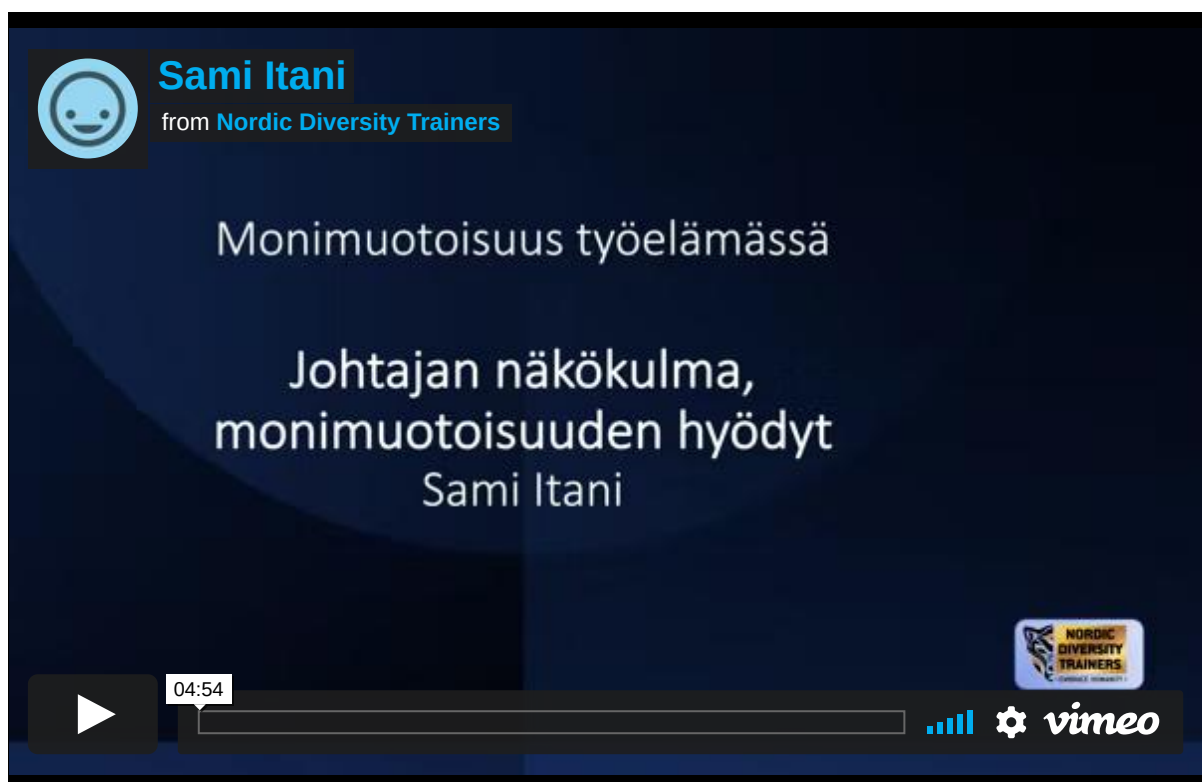 Sami Itani
from Nordic Diversity Trainers
Monimuotoisuus työelämässä
Johtajan näkökulma,
monimuotoisuuden hyödyt
Sami Itani
NORDIC
DIVERSITY
TRAINERS
04:54
vimeo